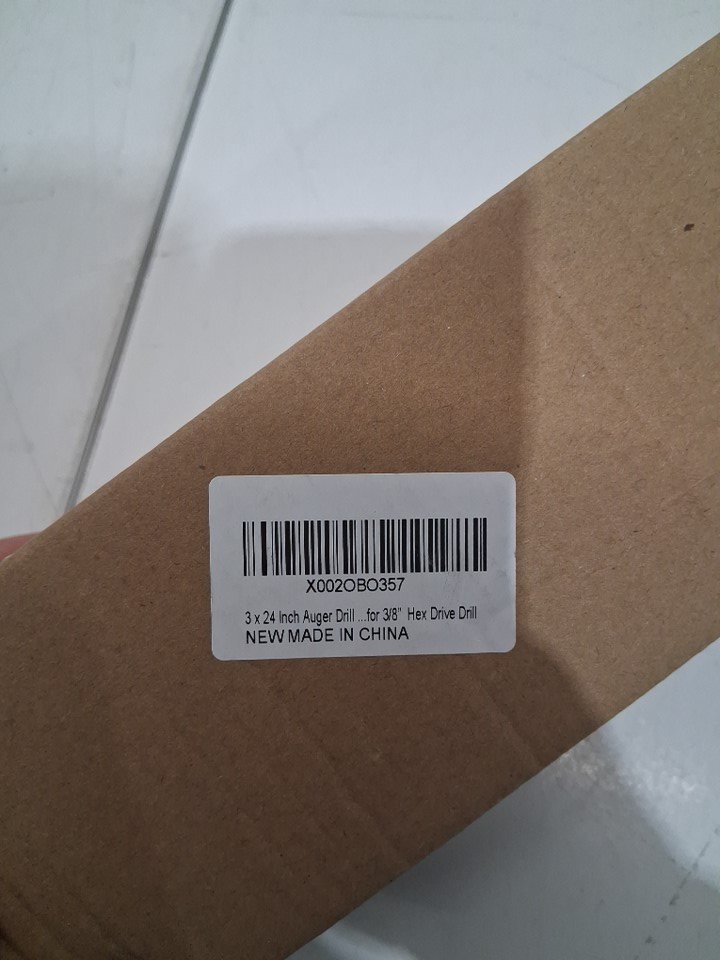 X002OBO357
3 x 24 Inch Auger Drill ...for 3/8" Hex Drive Drill
NEW MADE IN CHINA